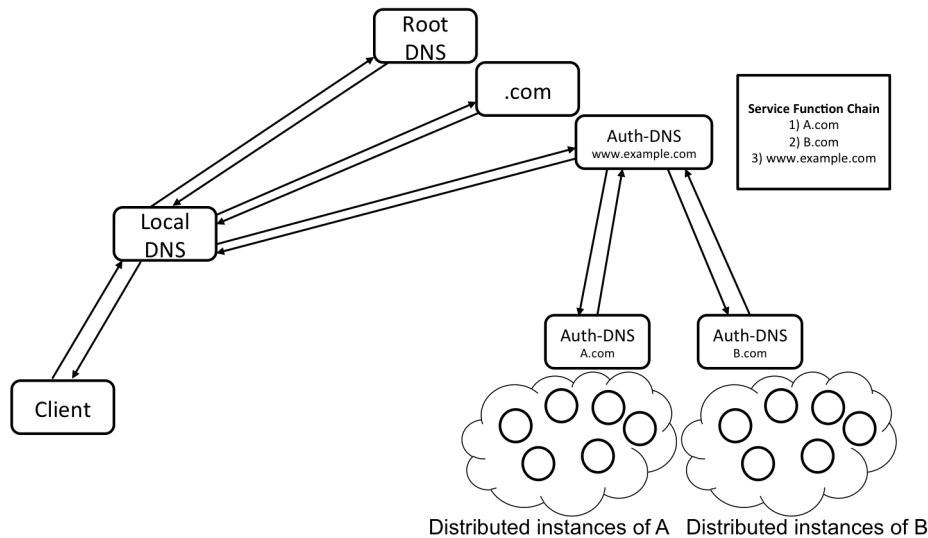 Root
DNS
.com
Auth-DNS
www.example.com
Service Function Chain
1) A.com
2) B.com
3) www.example.com
Local
DNS
Client
Auth-DNS
A.com
Auth-DNS
B.com
Distributed instances of A
Distributed instances of B